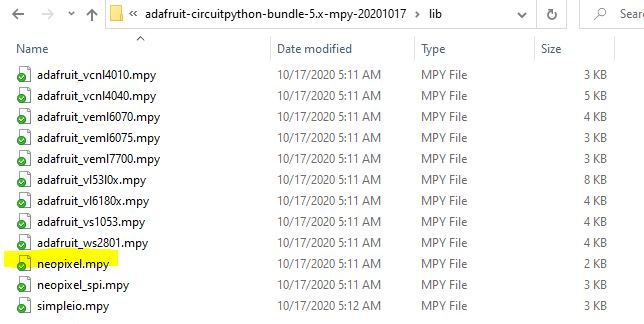 « adafruit-circuitpython-bundle-5.x-mpy-20201017 › lib
Name Date modified Type Size
adafruit_vcnl4010.mpy 10/17/2020 5:11 AM MPY File 3 KB
adafruit_vcnl4040.mpy 10/17/2020 5:11 AM MPY File 5 KB
adafruit_veml6070.mpy 10/17/2020 5:11 AM MPY File 4 KB
adafruit_veml6075.mpy 10/17/2020 5:11 AM MPY File 3 KB
adafruit_veml7700.mpy 10/17/2020 5:11 AM MPY File 3 KB
adafruit_vl53l0x.mpy 10/17/2020 5:11 AM MPY File 8 KB
adafruit_vl6180x.mpy 10/17/2020 5:11 AM MPY File 4 KB
adafruit_vs1053.mpy 10/17/2020 5:11 AM MPY File 4 KB
adafruit_ws2801.mpy 10/17/2020 5:11 AM MPY File 4 KB
neopixel.mpy 10/17/2020 5:11 AM MPY File 2 KB
neopixel_spi.mpy 10/17/2020 5:11 AM MPY File 3 KB
simpleio.mpy 10/17/2020 5:12 AM MPY File 3 KB